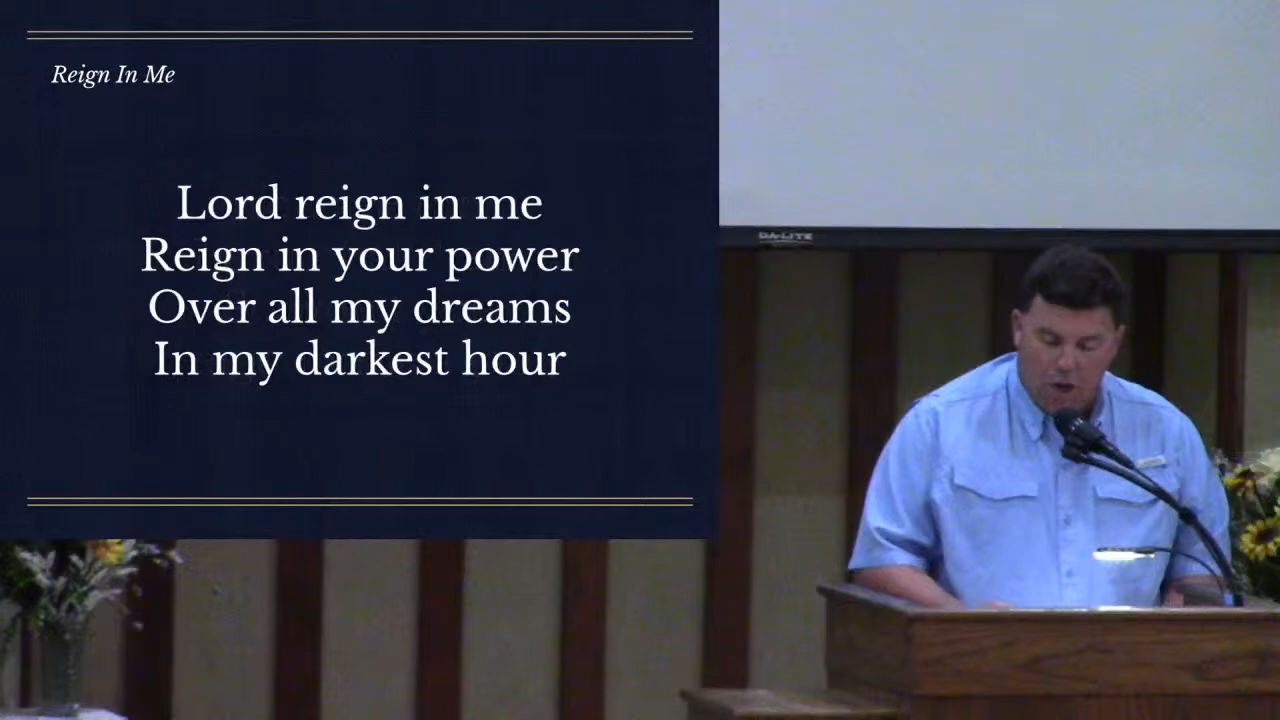 Reign In Me
Lord reign in me
Reign in your power
Over all my dreams
In my darkest hour
DA-LITE